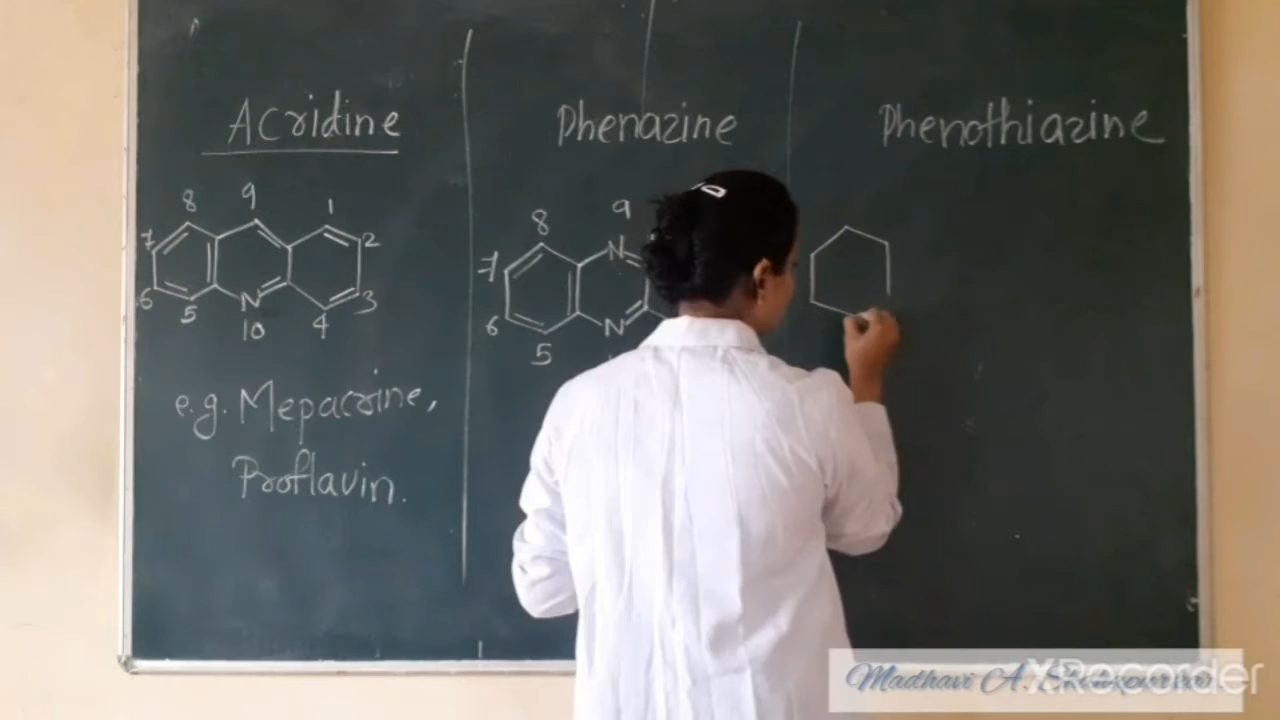 Acridine
Phenazine
Phenothiazine
8 9 1
7 2
6 3
5 N 4
10
8 9
7 N
6 N
5
e.g. Mepacrine,
Proflavin.
Madhavi A.
XRecorder